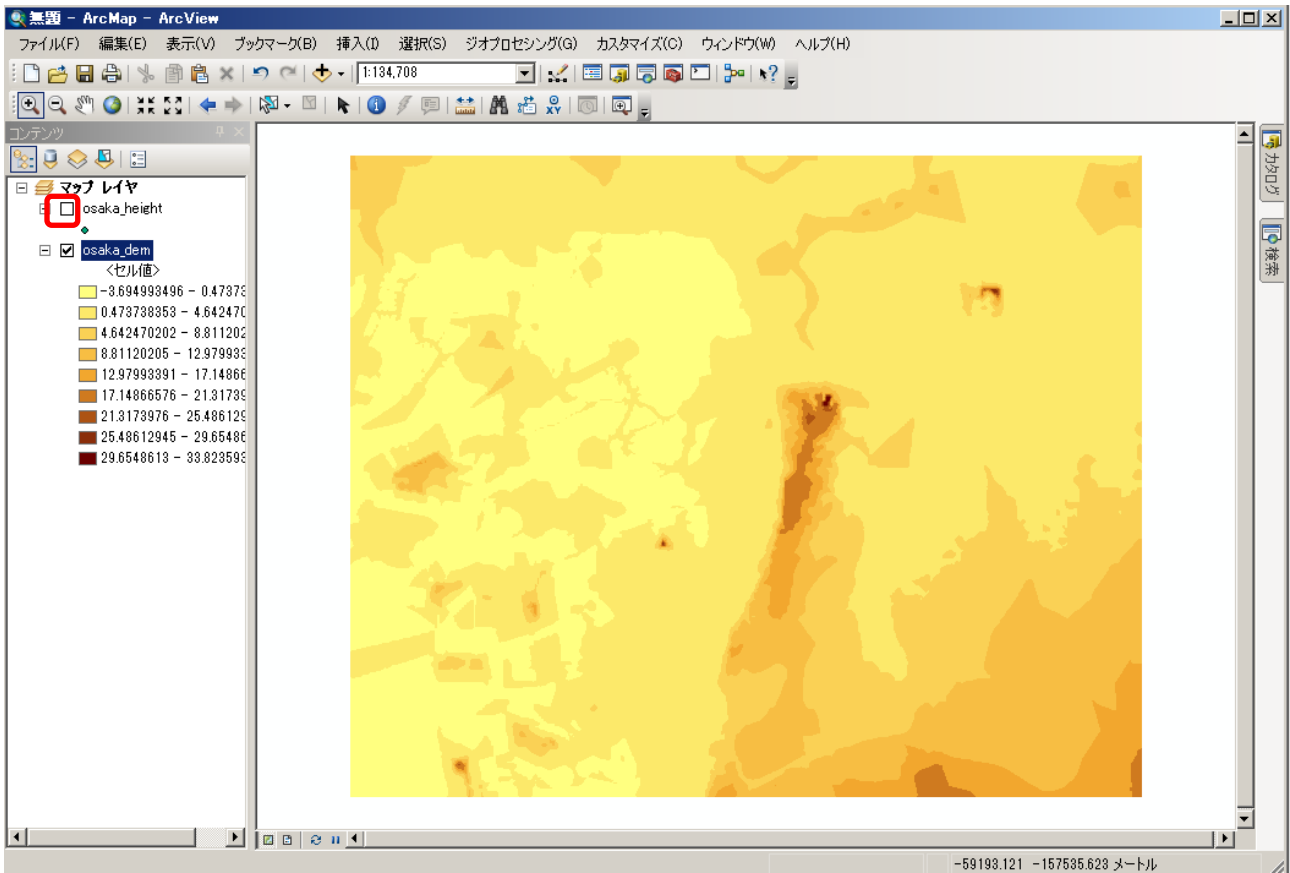 無題 - ArcMap - ArcView
ファイル(F) 編集(E) 表示(V) ブックマーク(B) 挿入(I) 選択(S) ジオプロセシング(G) カスタマイズ(C) ウィンドウ(W) ヘルプ(H)
1:134,708
コンテンツ
マップ レイヤ
osaka_height
osaka_dem
<セル値>
-3.694993496 - 0.47373
0.473738353 - 4.642470
4.642470202 - 8.811202
8.81120205 - 12.979933
12.97993391 - 17.14866
17.14866576 - 21.31739
21.3173976 - 25.486129
25.48612945 - 29.65486
29.6548613 - 33.823593
カタログ
検索
-59193.121 -157535.623 メートル